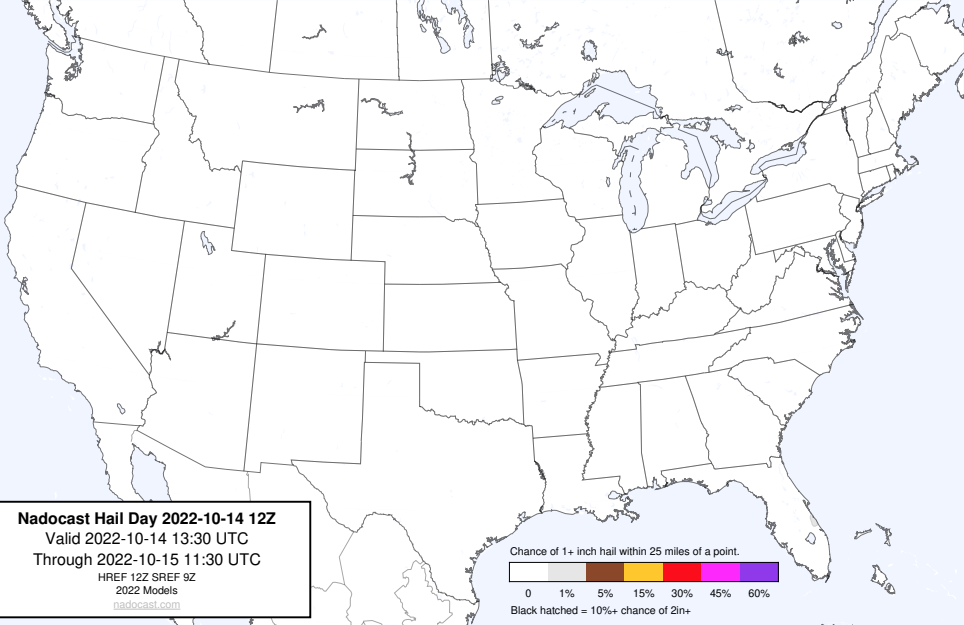 Nadocast Hail Day 2022-10-14 12Z
Valid 2022-10-14 13:30 UTC
Through 2022-10-15 11:30 UTC
HREF 12Z SREF 9Z
2022 Models
nadocast.com
Chance of 1+ inch hail within 25 miles of a point.
0 1% 5% 15% 30% 45% 60%
Black hatched = 10%+ chance of 2in+